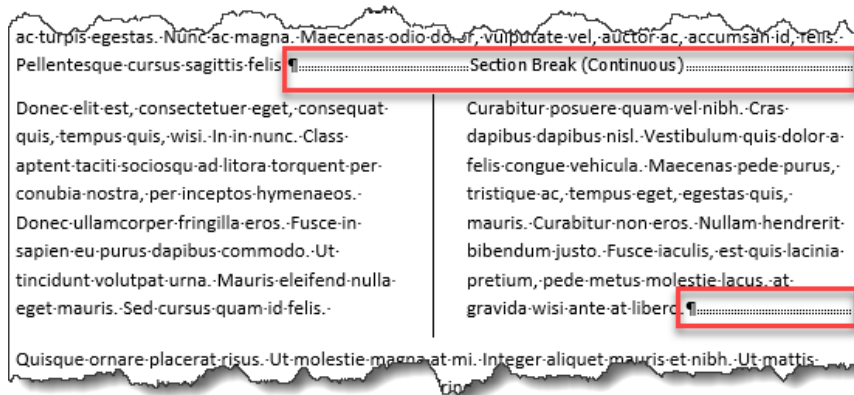 ac·turpis·egestas.·Nunc·ac·magna.·Maecenas·odio·dolor,·vulputate·vel,·auctor·ac,·accumsan·id,·felis.·
Pellentesque·cursus·sagittis·felis.¶ Section Break (Continuous)
Donec·elit·est,·consectetuer·eget,·consequat·
quis,·tempus·quis,·wisi.·In·in·nunc.·Class·
aptent·taciti·sociosqu·ad·litora·torquent·per·
conubia·nostra,·per·inceptos·hymenaeos.·
Donec·ullamcorper·fringilla·eros.·Fusce·in·
sapien·eu·purus·dapibus·commodo.·Ut·
tincidunt·volutpat·urna.·Mauris·eleifend·nulla·
eget·mauris.·Sed·cursus·quam·id·felis.·
Curabitur·posuere·quam·vel·nibh.·Cras·
dapibus·dapibus·nisl.·Vestibulum·quis·dolor·a·
felis·congue·vehicula.·Maecenas·pede·purus,·
tristique·ac,·tempus·eget,·egestas·quis,·
mauris.·Curabitur·non·eros.·Nullam·hendrerit·
bibendum·justo.·Fusce·iaculis,·est·quis·lacinia·
pretium,·pede·metus·molestie·lacus.·at·
gravida·wisi·ante·at·libero.¶
Quisque·ornare·placerat·risus.·Ut·molestie·magna·at·mi.·Integer·aliquet·mauris·et·nibh.·Ut·mattis·